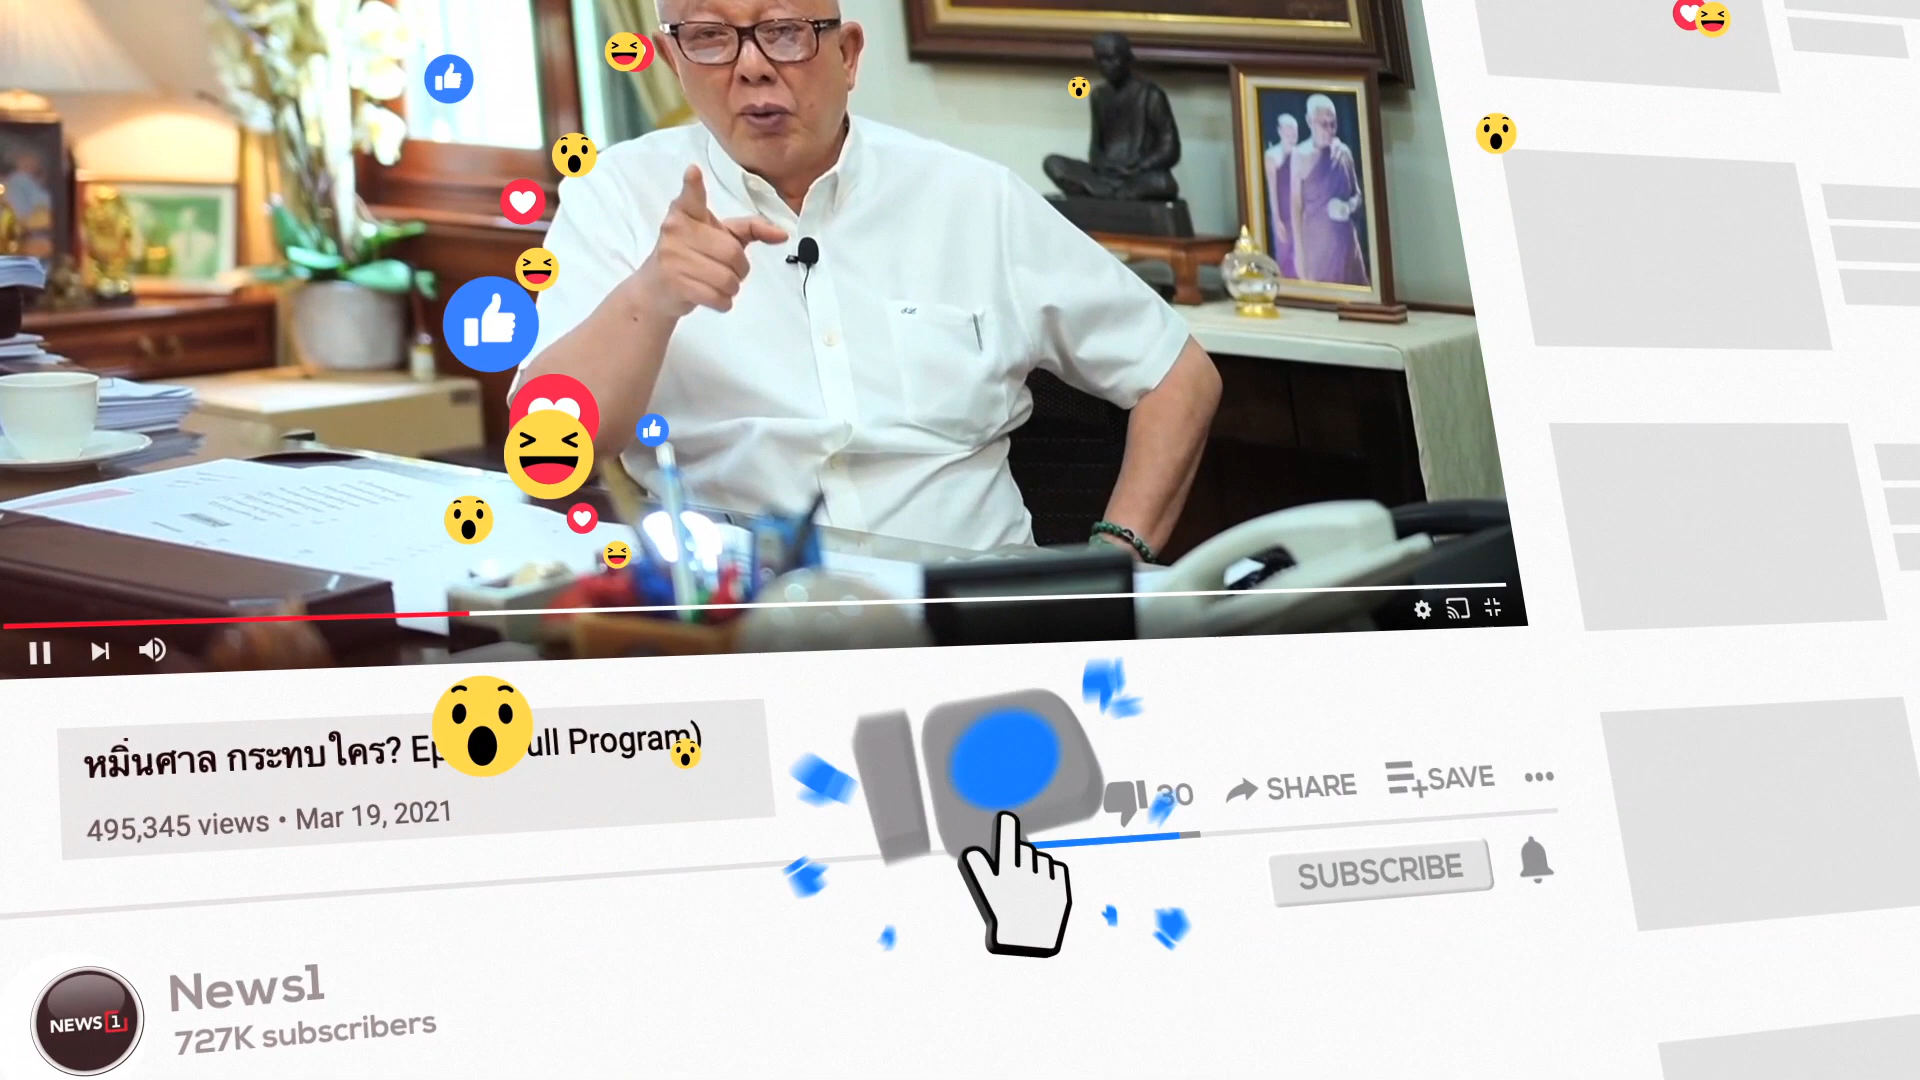 หมิ่นศาล กระทบใคร? Ep ull Program)
495,345 views • Mar 19, 2021
30
SHARE
SAVE
SUBSCRIBE
NEWS 1
News1
727K subscribers